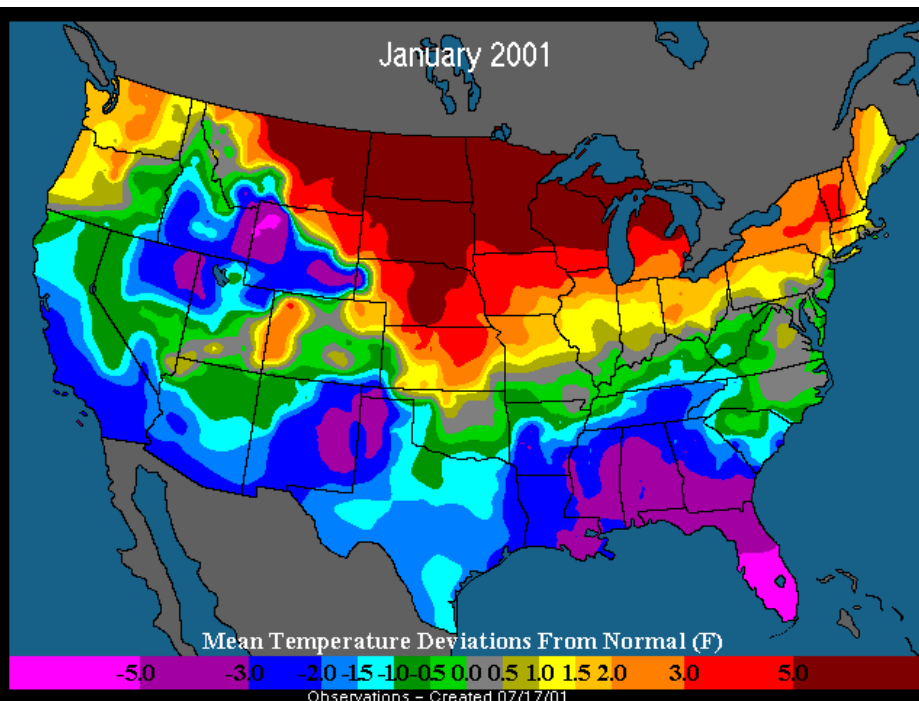 January 2001
Mean Temperature Deviations From Normal (F)
-5.0 -3.0 -2.0 -1.5 -1.0 -0.5 0.0 0.5 1.0 1.5 2.0 3.0 5.0
Observations - Created 07/17/01